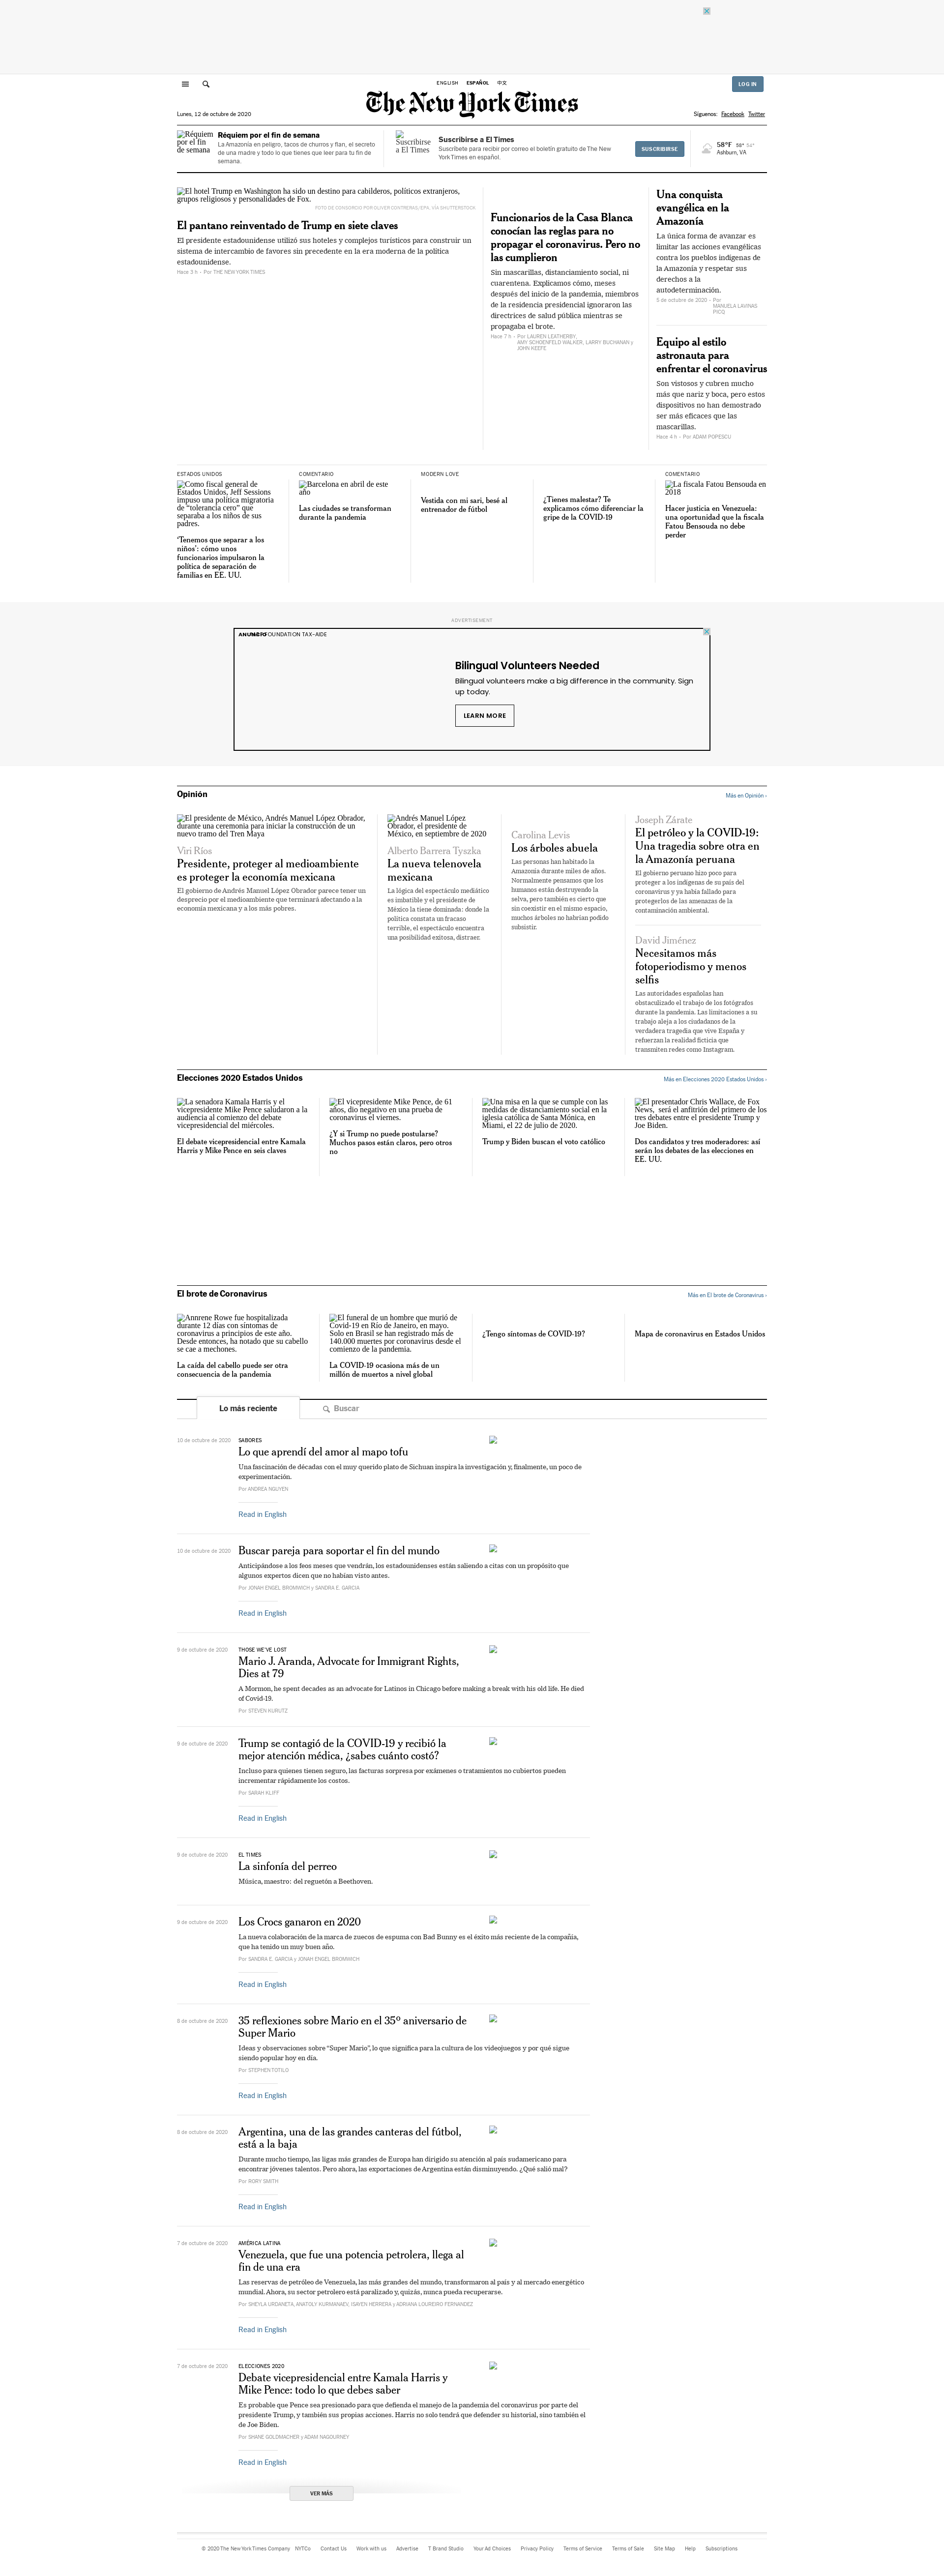 ENGLISH ESPAÑOL 中文
LOG IN
The New York Times
Lunes, 12 de octubre de 2020
Síguenos: Facebook Twitter
Réquiem
por el fin
de semana
Réquiem por el fin de semana
La Amazonía en peligro, tacos de churros y flan, el secreto
de una madre y todo lo que tienes que leer para tu fin de
semana.
Suscribirse
a El Times
Suscribirse a El Times
Suscríbete para recibir por correo el boletín gratuito de The New
York Times en español.
SUSCRIBIRSE
58°F 58° 54°
Ashburn, VA
El hotel Trump en Washington ha sido un destino para cabilderos, políticos extranjeros,
grupos religiosos y personalidades de Fox.
FOTO DE CONSORCIO POR OLIVER CONTRERAS/EFE, VÍA SHUTTERSTOCK
El pantano reinventado de Trump en siete claves
El presidente estadounidense utilizó sus hoteles y complejos turísticos para construir un
sistema de intercambio de favores sin precedente en la era moderna de la política
estadounidense.
Hace 3 h - Por THE NEW YORK TIMES
Funcionarios de la Casa Blanca
conocían las reglas para no
propagar el coronavirus. Pero no
las cumplieron
Sin mascarillas, distanciamiento social, ni
cuarentena. Explicamos cómo, meses
después del inicio de la pandemia, miembros
de la residencia presidencial ignoraron las
directrices de salud pública mientras se
propagaba el brote.
Hace 7 h - Por LAUREN LEATHERBY,
AMY SCHOENFELD WALKER, LARRY BUCHANAN y
JOHN KEEFE
Una conquista
evangélica en la
Amazonía
La única forma de avanzar es
limitar las acciones evangélicas
contra los pueblos indígenas de
la Amazonía y respetar sus
derechos a la
autodeterminación.
5 de octubre de 2020 - Por
MANUELA LAVINAS
PICQ
Equipo al estilo
astronauta para
enfrentar el coronavirus
Son vistosos y cubren mucho
más que nariz y boca, pero estos
dispositivos no han demostrado
ser más eficaces que las
mascarillas.
Hace 4 h - Por ADAM POPESCU
ESTADOS UNIDOS
Como fiscal general de
Estados Unidos, Jeff Sessions
impuso una política migratoria
de “tolerancia cero” que
separaba a los niños de sus
padres.
‘Tenemos que separar a los
niños’: cómo unos
funcionarios impulsaron la
política de separación de
familias en EE. UU.
COMENTARIO
Barcelona en abril de este
año
Las ciudades se transforman
durante la pandemia
MODERN LOVE
Vestida con mi sari, besé al
entrenador de fútbol
¿Tienes malestar? Te
explicamos cómo diferenciar la
gripe de la COVID-19
COMENTARIO
La fiscala Fatou Bensouda en
2018
Hacer justicia en Venezuela:
una oportunidad que la fiscala
Fatou Bensouda no debe
perder
ADVERTISEMENT
ANUNCIO FOUNDATION TAX-AIDE
Bilingual Volunteers Needed
Bilingual volunteers make a big difference in the community. Sign
up today.
LEARN MORE
Opinión
Más en Opinión ›
El presidente de México, Andrés Manuel López Obrador,
durante una ceremonia para iniciar la construcción de un
nuevo tramo del Tren Maya
Viri Ríos
Presidente, proteger al medioambiente
es proteger la economía mexicana
El gobierno de Andrés Manuel López Obrador parece tener un
desprecio por el medioambiente que terminará afectando a la
economía mexicana y a los más pobres.
Andrés Manuel López
Obrador, el presidente de
México, en septiembre de 2020
Alberto Barrera Tyszka
La nueva telenovela
mexicana
La lógica del espectáculo mediático
es imbatible y el presidente de
México la tiene dominada: donde la
política constata un fracaso
terrible, el espectáculo encuentra
una posibilidad exitosa, distraer.
Carolina Levis
Los árboles abuela
Las personas han habitado la
Amazonía durante miles de años.
Normalmente pensamos que los
humanos están destruyendo la
selva, pero también es cierto que
sin coexistir en el mismo espacio,
muchos árboles no habrían podido
subsistir.
Joseph Zárate
El petróleo y la COVID-19:
Una tragedia sobre otra en
la Amazonía peruana
El gobierno peruano hizo poco para
proteger a los indígenas de su país del
coronavirus y ya había fallado para
protegerlos de las amenazas de la
contaminación ambiental.
David Jiménez
Necesitamos más
fotoperiodismo y menos
selfis
Las autoridades españolas han
obstaculizado el trabajo de los fotógrafos
durante la pandemia. Las limitaciones a su
trabajo aleja a los ciudadanos de la
verdadera tragedia que vive España y
refuerzan la realidad ficticia que
transmiten redes como Instagram.
Elecciones 2020 Estados Unidos
Más en Elecciones 2020 Estados Unidos ›
La senadora Kamala Harris y el
vicepresidente Mike Pence saludaron a la
audiencia al comienzo del debate
vicepresidencial del miércoles.
El debate vicepresidencial entre Kamala
Harris y Mike Pence en seis claves
El vicepresidente Mike Pence, de 61
años, dio negativo en una prueba de
coronavirus el viernes.
¿Y si Trump no puede postularse?
Muchos pasos están claros, pero otros
no
Una misa en la que se cumple con las
medidas de distanciamiento social en la
iglesia católica de Santa Mónica, en
Miami, el 22 de julio de 2020.
Trump y Biden buscan el voto católico
El presentador Chris Wallace, de Fox
News, será el anfitrión del primero de los
tres debates entre el presidente Trump y
Joe Biden.
Dos candidatos y tres moderadores: así
serán los debates de las elecciones en
EE. UU.
El brote de Coronavirus
Más en El brote de Coronavirus ›
Annrene Rowe fue hospitalizada
durante 12 días con síntomas de
coronavirus a principios de este año.
Desde entonces, ha notado que su cabello
se cae a mechones.
La caída del cabello puede ser otra
consecuencia de la pandemia
El funeral de un hombre que murió de
Covid-19 en Río de Janeiro, en mayo.
Solo en Brasil se han registrado más de
140.000 muertes por coronavirus desde el
comienzo de la pandemia.
La COVID-19 ocasiona más de un
millón de muertos a nivel global
¿Tengo síntomas de COVID-19?
Mapa de coronavirus en Estados Unidos
Lo más reciente
Buscar
10 de octubre de 2020
SABORES
Lo que aprendí del amor al mapo tofu
Una fascinación de décadas con el muy querido plato de Sichuan inspira la investigación y, finalmente, un poco de
experimentación.
Por ANDREA NGUYEN
Read in English
10 de octubre de 2020
Buscar pareja para soportar el fin del mundo
Anticipándose a los feos meses que vendrán, los estadounidenses están saliendo a citas con un propósito que
algunos expertos dicen que no habían visto antes.
Por JONAH ENGEL BROMWICH y SANDRA E. GARCIA
Read in English
9 de octubre de 2020
THOSE WE’VE LOST
Mario J. Aranda, Advocate for Immigrant Rights,
Dies at 79
A Mormon, he spent decades as an advocate for Latinos in Chicago before making a break with his old life. He died
of Covid-19.
Por STEVEN KURUTZ
9 de octubre de 2020
Trump se contagió de la COVID-19 y recibió la
mejor atención médica, ¿sabes cuánto costó?
Incluso para quienes tienen seguro, las facturas sorpresa por exámenes o tratamientos no cubiertos pueden
incrementar rápidamente los costos.
Por SARAH KLIFF
Read in English
9 de octubre de 2020
EL TIMES
La sinfonía del perreo
Música, maestro: del reguetón a Beethoven.
8 de octubre de 2020
Los Crocs ganaron en 2020
La nueva colaboración de la marca de zuecos de espuma con Bad Bunny es el éxito más reciente de la compañía,
que ha tenido un muy buen año.
Por SANDRA E. GARCIA y JONAH ENGEL BROMWICH
Read in English
8 de octubre de 2020
35 reflexiones sobre Mario en el 35º aniversario de
Super Mario
Ideas y observaciones sobre “Super Mario”, lo que significa para la cultura de los videojuegos y por qué sigue
siendo popular hoy en día.
Por STEPHEN TOTILO
Read in English
8 de octubre de 2020
Argentina, una de las grandes canteras del fútbol,
está a la baja
Durante mucho tiempo, las ligas más grandes de Europa han dirigido su atención al país sudamericano para
encontrar jóvenes talentos. Pero ahora, las exportaciones de Argentina están disminuyendo. ¿Qué salió mal?
Por RORY SMITH
Read in English
7 de octubre de 2020
AMÉRICA LATINA
Venezuela, que fue una potencia petrolera, llega al
fin de una era
Las reservas de petróleo de Venezuela, las más grandes del mundo, transformaron al país y al mercado energético
mundial. Ahora, su sector petrolero está paralizado y, quizás, nunca pueda recuperarse.
Por SHEYLA URDANETA, ANATOLY KURMANAEV, ISAYEN HERRERA y ADRIANA LOUREIRO FERNANDEZ
Read in English
7 de octubre de 2020
ELECCIONES 2020
Debate vicepresidencial entre Kamala Harris y
Mike Pence: todo lo que debes saber
Es probable que Pence sea presionado para que defienda el manejo de la pandemia del coronavirus por parte del
presidente Trump, y también sus propias acciones. Harris no solo tendrá que defender su historial, sino también el
de Joe Biden.
Por SHANE GOLDMACHER y ADAM NAGOURNEY
Read in English
VER MÁS
© 2020 The New York Times Company NYTCo Contact Us Work with us Advertise T Brand Studio Your Ad Choices Privacy Policy Terms of Service Terms of Sale Site Map Help Subscriptions